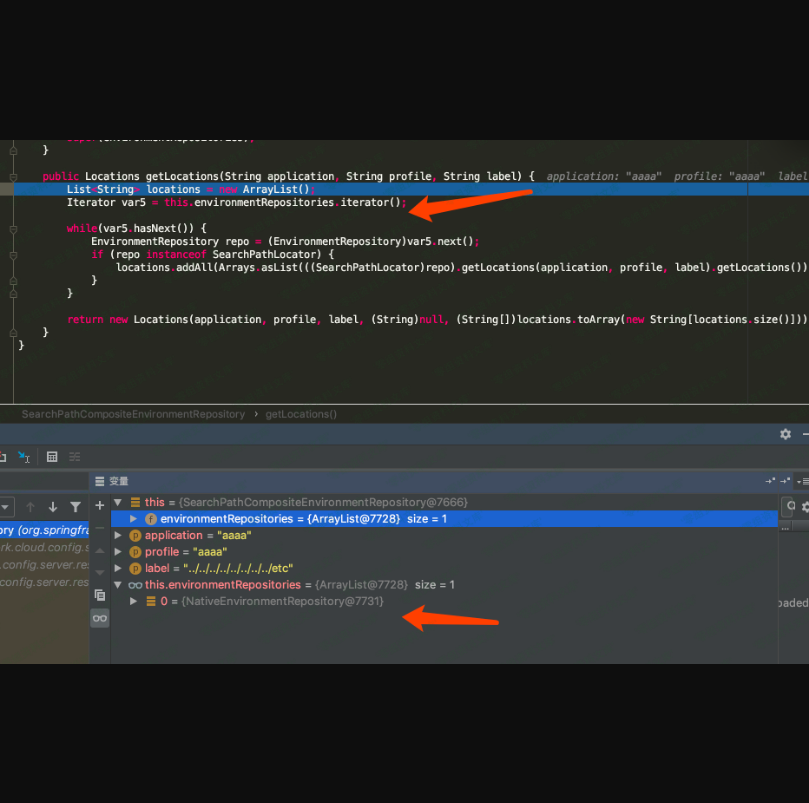 }
public Locations getLocations(String application, String profile, String label) { application: "aaaa" profile: "aaaa" label
List<String> locations = new ArrayList();
Iterator var5 = this.environmentRepositories.iterator();
while(var5.hasNext()) {
EnvironmentRepository repo = (EnvironmentRepository)var5.next();
if (repo instanceof SearchPathLocator) {
locations.addAll(Arrays.asList(((SearchPathLocator)repo).getLocations(application, profile, label).getLocations())
}
}
return new Locations(application, profile, label, (String)null, (String[])locations.toArray(new String[locations.size()]))
}
}
SearchPathCompositeEnvironmentRepository › getLocations()
变量
this = {SearchPathCompositeEnvironmentRepository@7666}
environmentRepositories = {ArrayList@7728} size = 1
application = "aaaa"
profile = "aaaa"
label = "../../../../../../../../etc"
this.environmentRepositories = {ArrayList@7728} size = 1
0 = {NativeEnvironmentRepository@7731}
ory (org.springfra
rk.cloud.config.s
config.server.res
config.server.res
oaded